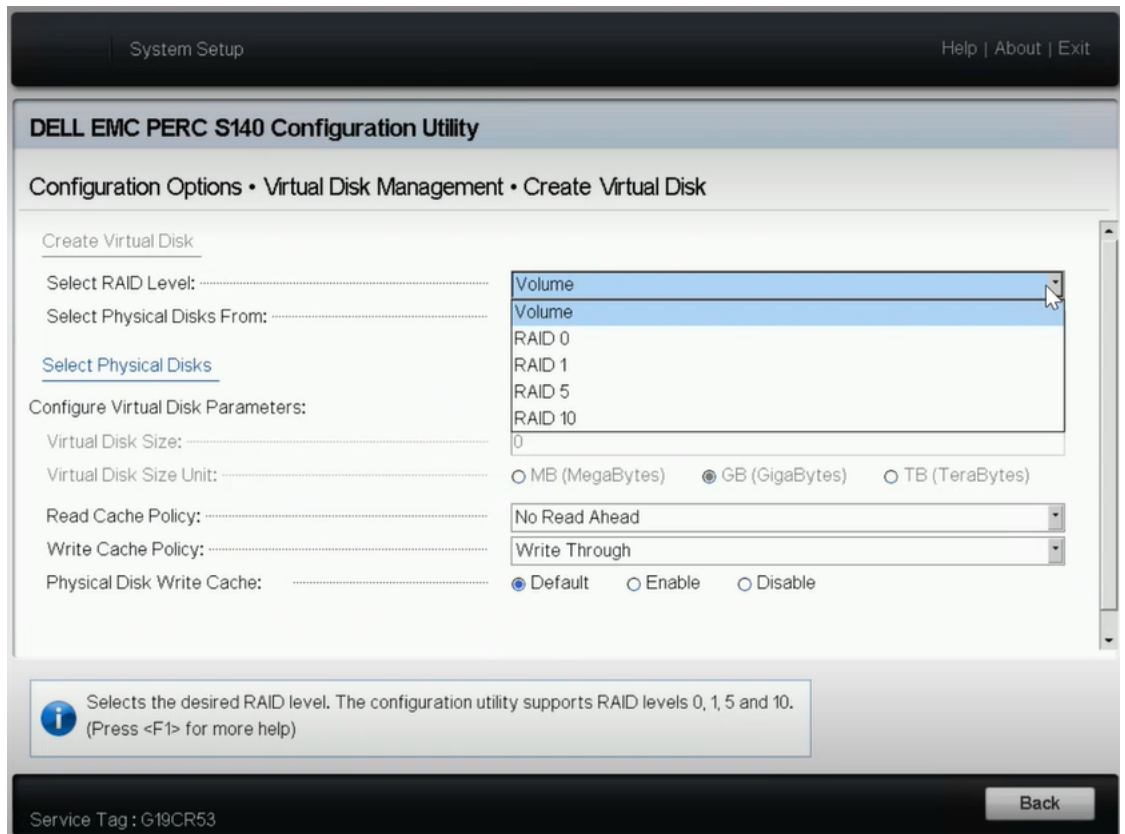 System Setup
Help | About | Exit
DELL EMC PERC S140 Configuration Utility
Configuration Options • Virtual Disk Management • Create Virtual Disk
Create Virtual Disk
Select RAID Level:
Volume
Select Physical Disks From:
Volume
RAID 0
RAID 1
RAID 5
RAID 10
Select Physical Disks
Configure Virtual Disk Parameters:
Virtual Disk Size:
0
Virtual Disk Size Unit:
MB (MegaBytes)
GB (GigaBytes)
TB (TeraBytes)
Read Cache Policy:
No Read Ahead
Write Cache Policy:
Write Through
Physical Disk Write Cache:
Default
Enable
Disable
Selects the desired RAID level. The configuration utility supports RAID levels 0, 1, 5 and 10.
(Press <F1> for more help)
Back
Service Tag : G19CR53